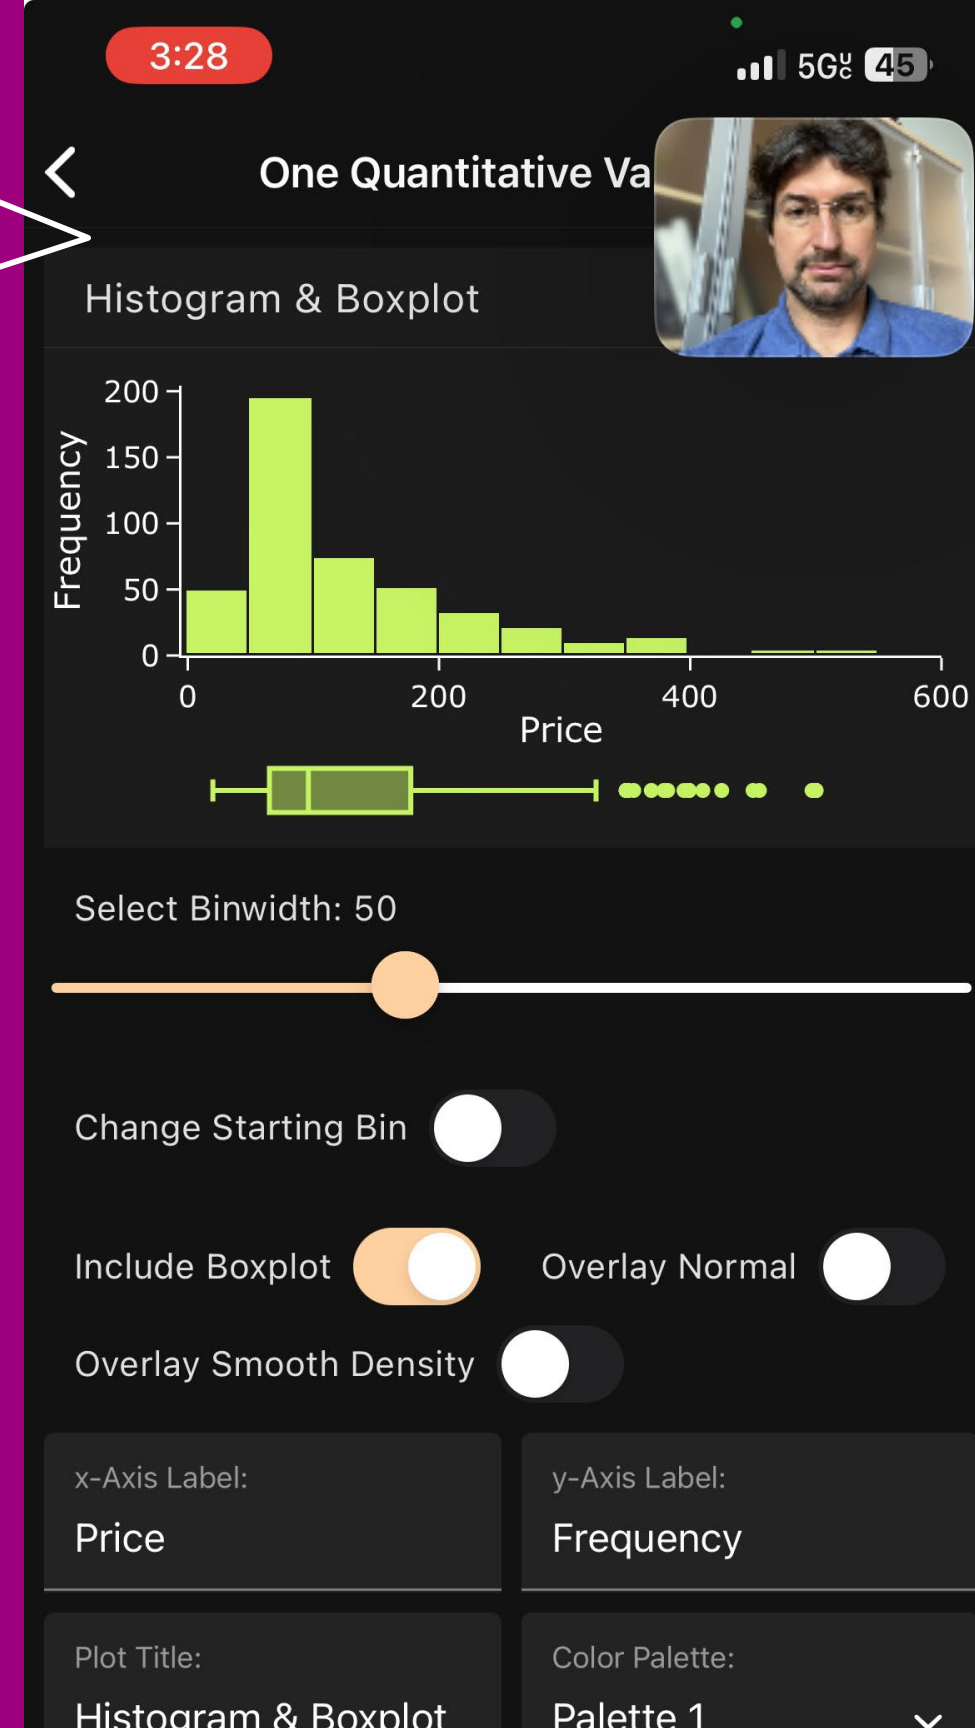 3:28
5G UC 45
One Quantitative Va
Histogram & Boxplot
200
150
100
50
0
Frequency
0 200 400 600
Price
Select Binwidth: 50
Change Starting Bin
Include Boxplot Overlay Normal
Overlay Smooth Density
x-Axis Label: y-Axis Label:
Price Frequency
Plot Title: Color Palette:
Histogram & Boxplot Palette 1